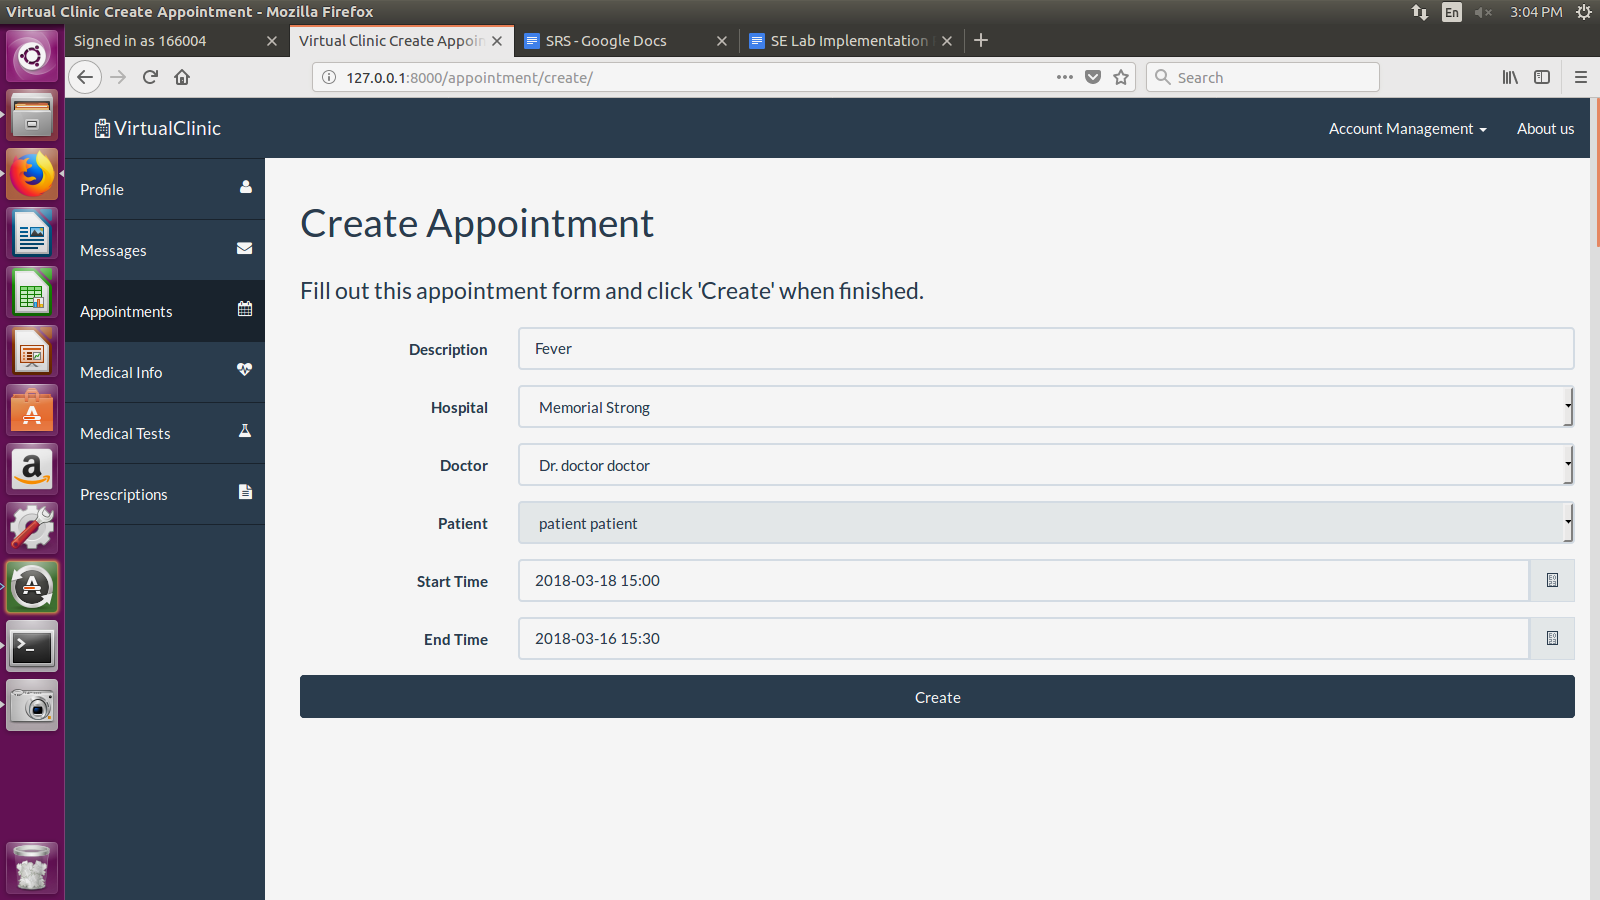 Virtual Clinic Create Appointment - Mozilla Firefox
En
3:04 PM
Signed in as 166004
Virtual Clinic Create Appoin
SRS - Google Docs
SE Lab Implementation
127.0.0.1:8000/appointment/create/
Search
VirtualClinic
Account Management
About us
Profile
Messages
Appointments
Medical Info
Medical Tests
Prescriptions
Create Appointment
Fill out this appointment form and click 'Create' when finished.
Description
Fever
Hospital
Memorial Strong
Doctor
Dr. doctor doctor
Patient
patient patient
Start Time
2018-03-18 15:00
End Time
2018-03-16 15:30
Create